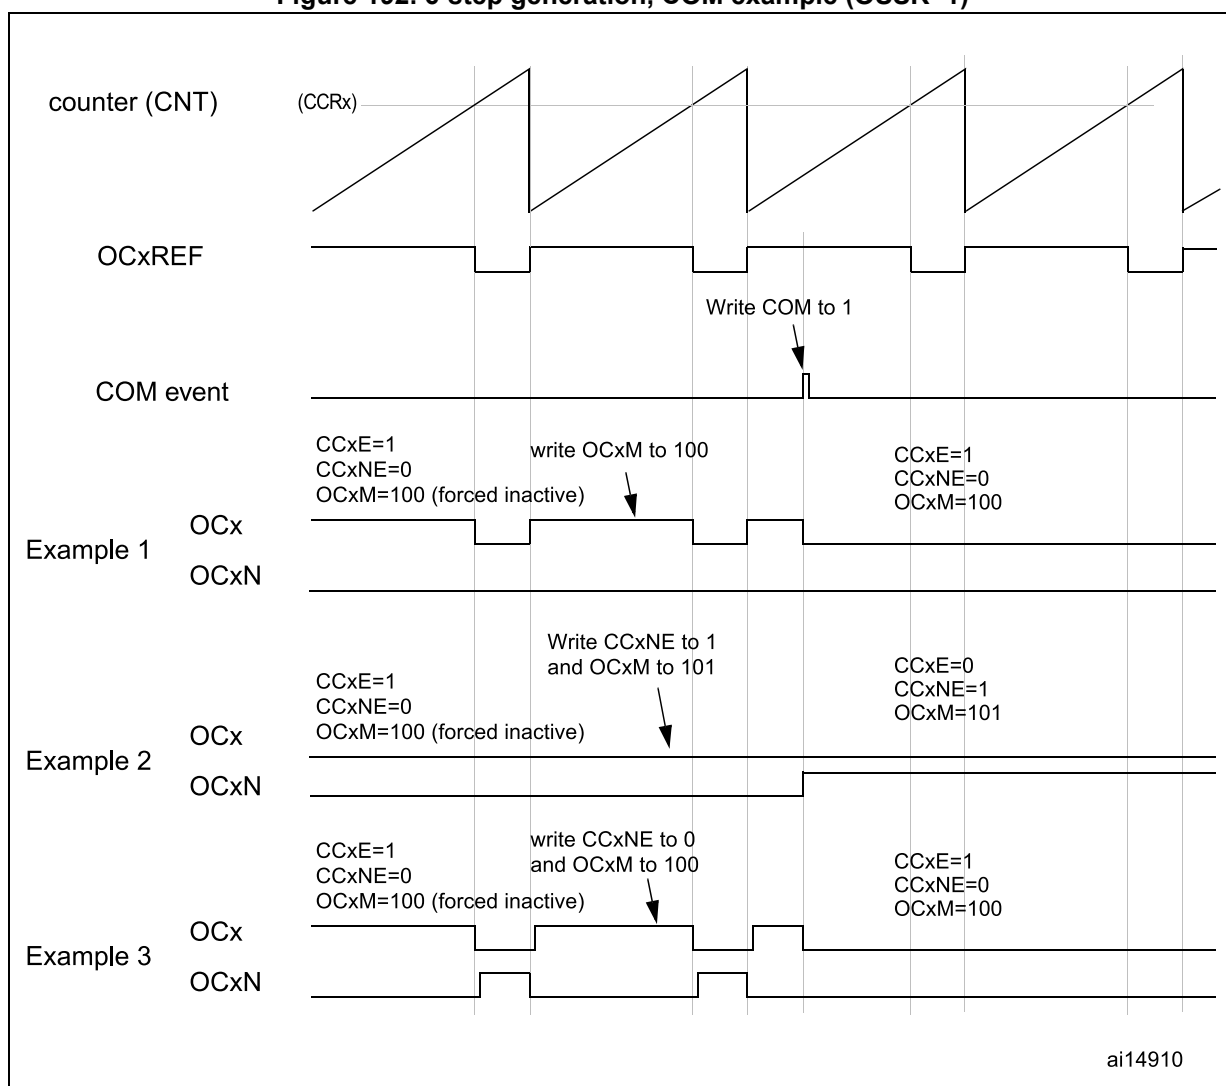 counter (CNT)
(CCRx)
OCxREF
Write COM to 1
COM event
CCxE=1
CCxNE=0
OCxM=100 (forced inactive)
write OCxM to 100
CCxE=1
CCxNE=0
OCxM=100
Example 1
OCx
OCxN
Write CCxNE to 1
and OCxM to 101
CCxE=1
CCxNE=0
OCxM=100 (forced inactive)
CCxE=0
CCxNE=1
OCxM=101
Example 2
OCx
OCxN
write CCxNE to 0
and OCxM to 100
CCxE=1
CCxNE=0
OCxM=100 (forced inactive)
CCxE=1
CCxNE=0
OCxM=100
Example 3
OCx
OCxN
ai14910